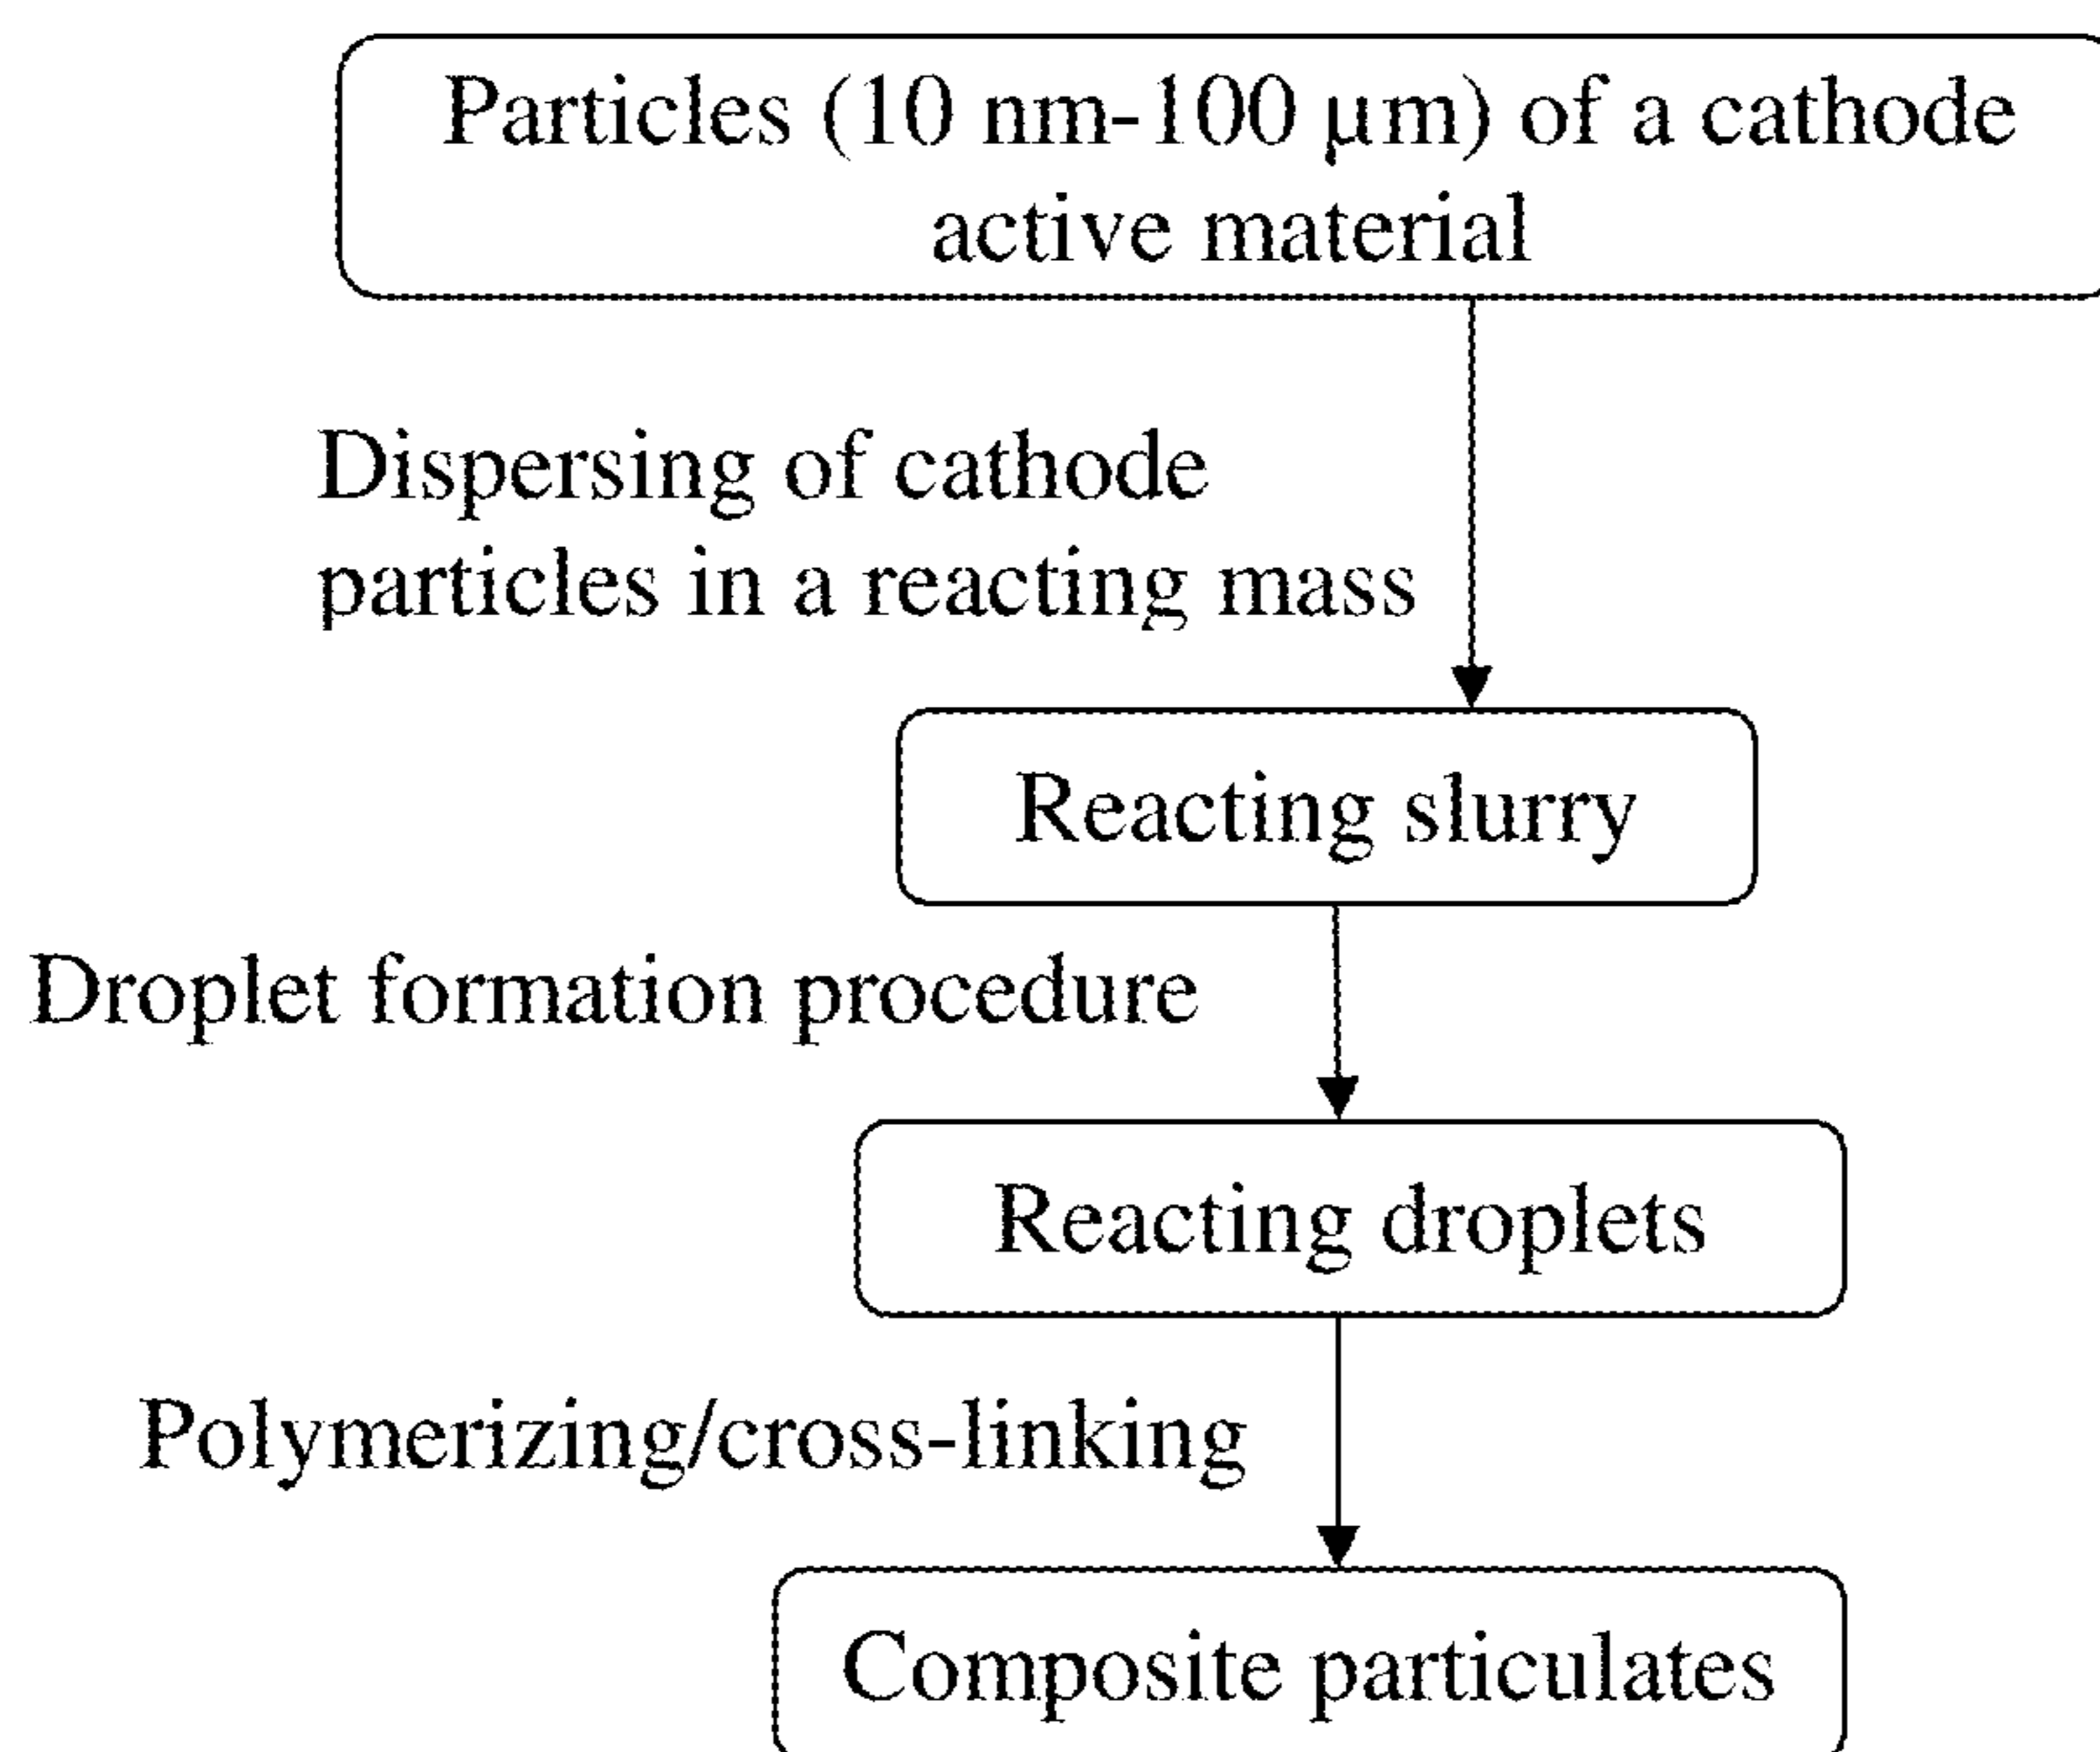 Particles (10 nm-100 μm) of a cathode
active material
Dispersing of cathode
particles in a reacting mass
Reacting slurry
Droplet formation procedure
Reacting droplets
Polymerizing/cross-linking
Composite particulates